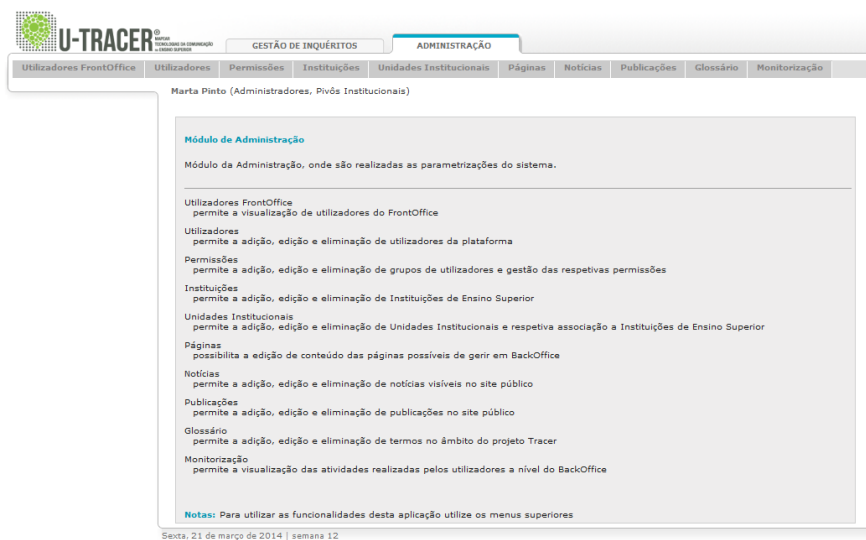 U-TRACER®
MAPEAR
TECNOLOGIAS DA COMUNICAÇÃO
NO ENSINO SUPERIOR
GESTÃO DE INQUÉRITOS
ADMINISTRAÇÃO
Utilizadores FrontOffice Utilizadores Permissões Instituições Unidades Institucionais Páginas Notícias Publicações Glossário Monitorização
Marta Pinto (Administradores, Pivôs Institucionais)
Módulo de Administração
Módulo da Administração, onde são realizadas as parametrizações do sistema.
Utilizadores FrontOffice
permite a visualização de utilizadores do FrontOffice
Utilizadores
permite a adição, edição e eliminação de utilizadores da plataforma
Permissões
permite a adição, edição e eliminação de grupos de utilizadores e gestão das respetivas permissões
Instituições
permite a adição, edição e eliminação de Instituições de Ensino Superior
Unidades Institucionais
permite a adição, edição e eliminação de Unidades Institucionais e respetiva associação a Instituições de Ensino Superior
Páginas
possibilita a edição de conteúdo das páginas possíveis de gerir em BackOffice
Notícias
permite a adição, edição e eliminação de notícias visíveis no site público
Publicações
permite a adição, edição e eliminação de publicações no site público
Glossário
permite a adição, edição e eliminação de termos no âmbito do projeto Tracer
Monitorização
permite a visualização das atividades realizadas pelos utilizadores a nível do BackOffice
Notas: Para utilizar as funcionalidades desta aplicação utilize os menus superiores
Sexta, 21 de março de 2014 | semana 12